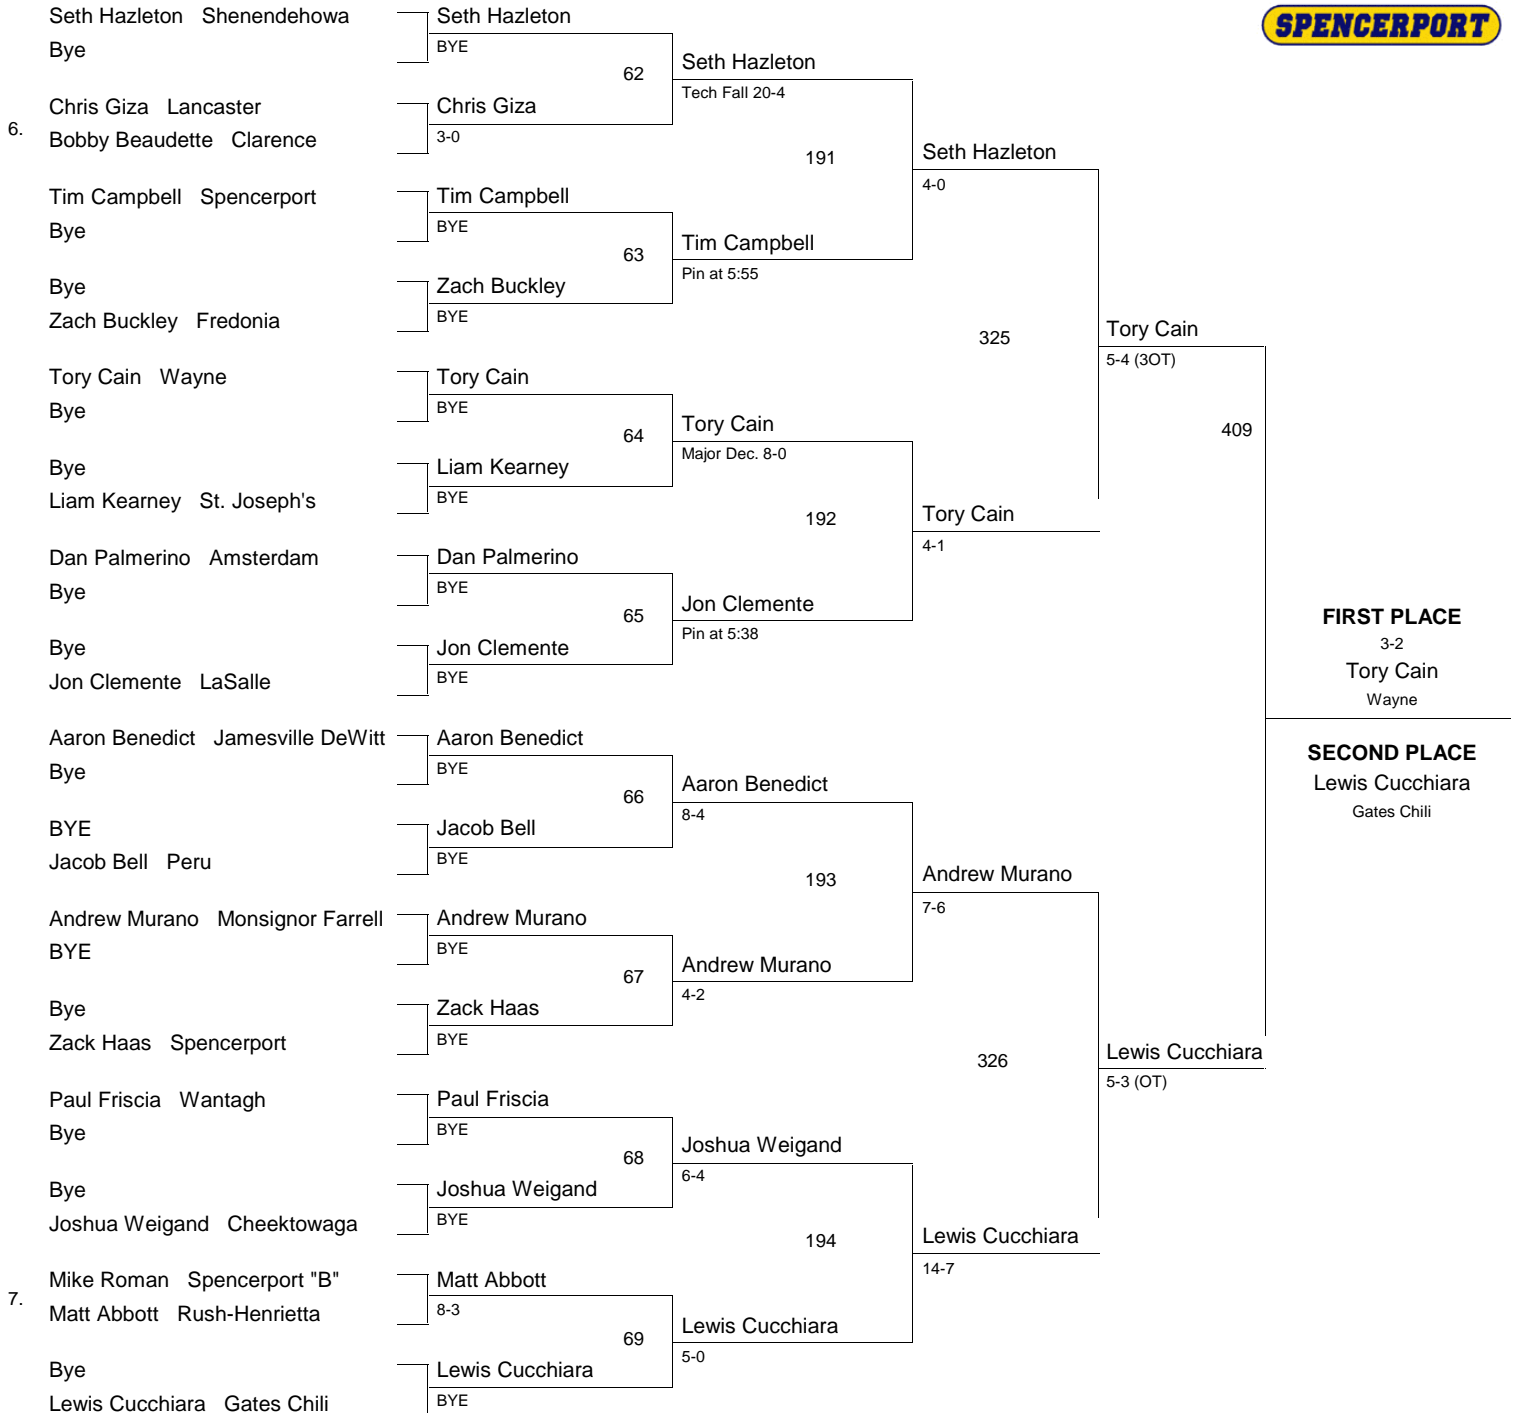 SPENCERPORT
Seth Hazleton Shenendehowa
Bye
Seth Hazleton
BYE
62
Seth Hazleton
Tech Fall 20-4
6.
Chris Giza Lancaster
Bobby Beaudette Clarence
Chris Giza
3-0
191
Seth Hazleton
4-0
Tim Campbell Spencerport
Bye
Tim Campbell
BYE
63
Tim Campbell
Pin at 5:55
Bye
Zach Buckley Fredonia
Zach Buckley
BYE
325
Tory Cain
5-4 (3OT)
Tory Cain Wayne
Bye
Tory Cain
BYE
64
Tory Cain
Major Dec. 8-0
409
Bye
Liam Kearney St. Joseph's
Liam Kearney
BYE
192
Tory Cain
4-1
Dan Palmerino Amsterdam
Bye
Dan Palmerino
BYE
65
Jon Clemente
Pin at 5:38
Bye
Jon Clemente LaSalle
Jon Clemente
BYE
FIRST PLACE
3-2
Tory Cain
Wayne
SECOND PLACE
Lewis Cucchiara
Gates Chili
Aaron Benedict Jamesville DeWitt
Bye
Aaron Benedict
BYE
66
Aaron Benedict
8-4
BYE
Jacob Bell Peru
Jacob Bell
BYE
193
Andrew Murano
7-6
Andrew Murano Monsignor Farrell
BYE
Andrew Murano
BYE
67
Andrew Murano
4-2
Bye
Zack Haas Spencerport
Zack Haas
BYE
326
Lewis Cucchiara
5-3 (OT)
Paul Friscia Wantagh
Bye
Paul Friscia
BYE
68
Joshua Weigand
6-4
Bye
Joshua Weigand Cheektowaga
Joshua Weigand
BYE
194
Lewis Cucchiara
14-7
7.
Mike Roman Spencerport "B"
Matt Abbott Rush-Henrietta
Matt Abbott
8-3
69
Lewis Cucchiara
5-0
Bye
Lewis Cucchiara Gates Chili
Lewis Cucchiara
BYE